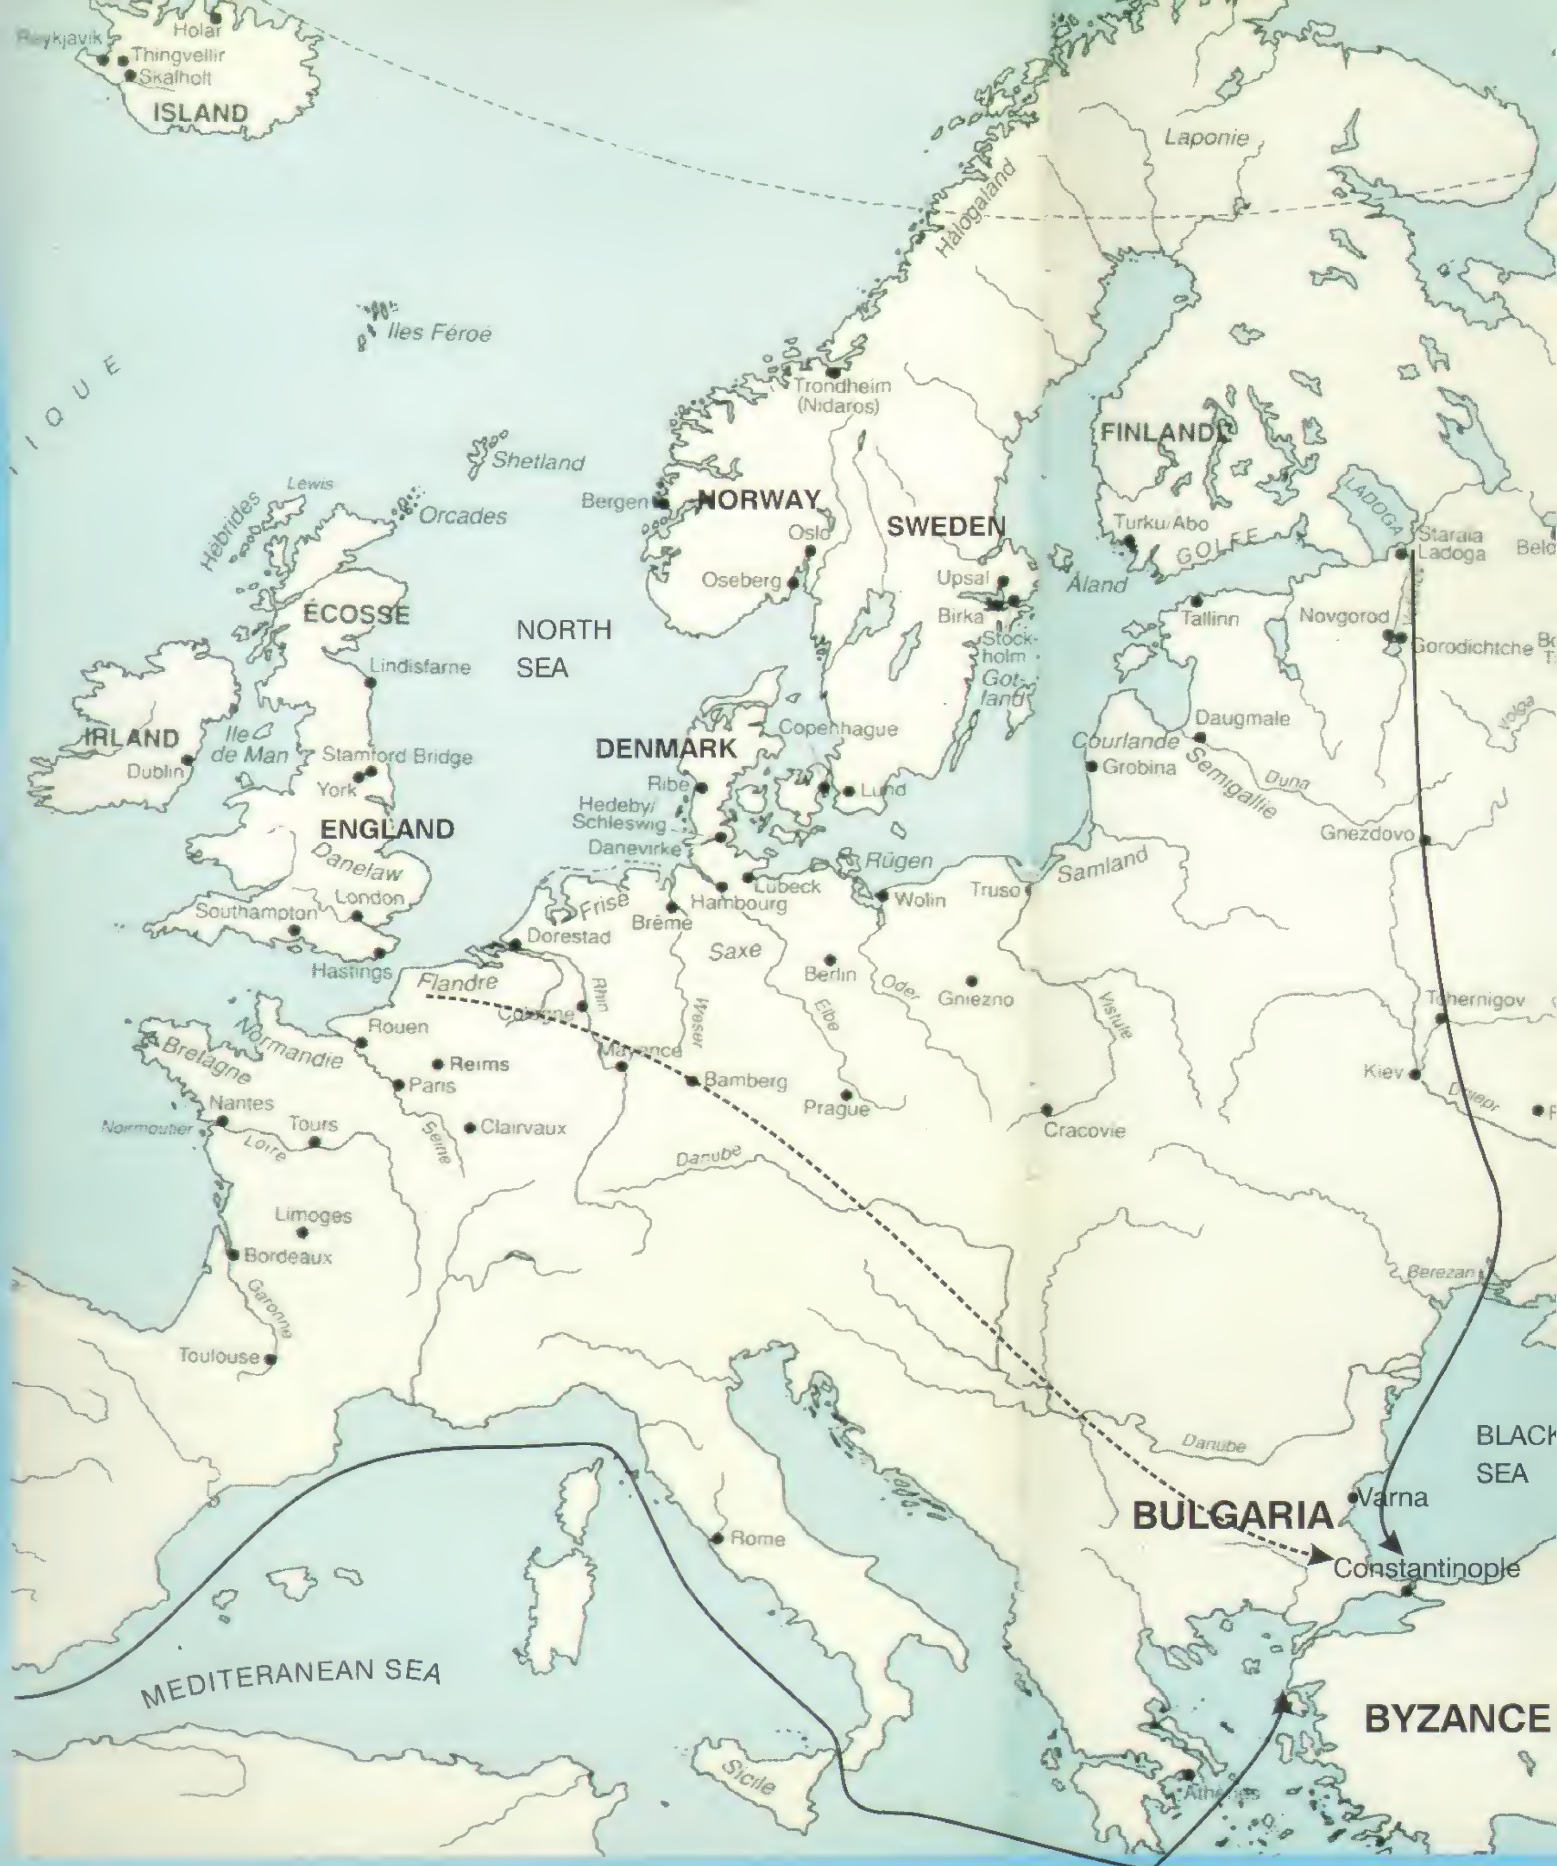 Reykjavik
Holar
Thingvellir
Skalholt
ISLAND
Laponie
Hálogaland
IQUE
Iles Féroé
Trondheim
(Nidaros)
FINLAND
Shetland
Lewis
Hébrides
Orcades
Bergen
NORWAY
SWEDEN
Oslo
Oseberg
Upsal
Birka
Stock-
holm
Got-
land
Åland
Turku/Abo
GOLFE
LADOGA
Staraia
Ladoga
Tallinn
Novgorod
Gorodichtche
Volga
ÉCOSSE
NORTH
SEA
Lindisfarne
IRLAND
Dublin
Ile
de Man
Stamford Bridge
York
ENGLAND
Danelaw
London
Southampton
Hastings
DENMARK
Copenhague
Ribe
Lund
Hedeby/
Schleswig
Danevirke
Rügen
Lübeck
Hambourg
Wolin
Truso
Samland
Courlande
Grobina
Daugmale
Semigallie
Duna
Gnezdovo
Frise
Brême
Dorestad
Saxe
Berlin
Oder
Gniezno
Vistule
Tchernigov
Kiev
Dniepr
Flandre
Cologne
Rhin
Weser
Elbe
Rouen
Normandie
Bretagne
Reims
Paris
Mayence
Bamberg
Prague
Cracovie
Nantes
Noirmoutier
Tours
Loire
Seine
Clairvaux
Danube
Limoges
Bordeaux
Garonne
Toulouse
Berezan
Danube
BLACK
SEA
Varna
BULGARIA
Constantinople
Rome
MEDITERANEAN SEA
BYZANCE
Sicile
Athènes